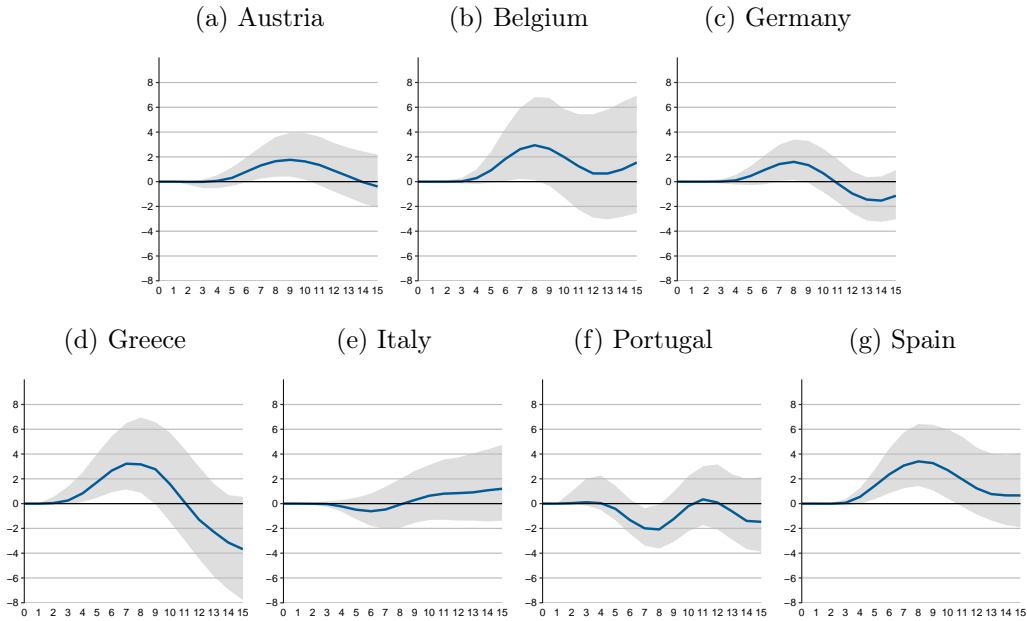 (a) Austria (b) Belgium (c) Germany
8 8 8
6 6 6
4 4 4
2 2 2
0 0 0
−2 −2 −2
−4 −4 −4
−6 −6 −6
−8 −8 −8
0 1 2 3 4 5 6 7 8 9 10 11 12 13 14 15 0 1 2 3 4 5 6 7 8 9 10 11 12 13 14 15 0 1 2 3 4 5 6 7 8 9 10 11 12 13 14 15
(d) Greece (e) Italy (f) Portugal (g) Spain
8 8 8 8
6 6 6 6
4 4 4 4
2 2 2 2
0 0 0 0
−2 −2 −2 −2
−4 −4 −4 −4
−6 −6 −6 −6
−8 −8 −8 −8
0 1 2 3 4 5 6 7 8 9 10 11 12 13 14 15 0 1 2 3 4 5 6 7 8 9 10 11 12 13 14 15 0 1 2 3 4 5 6 7 8 9 10 11 12 13 14 15 0 1 2 3 4 5 6 7 8 9 10 11 12 13 14 15